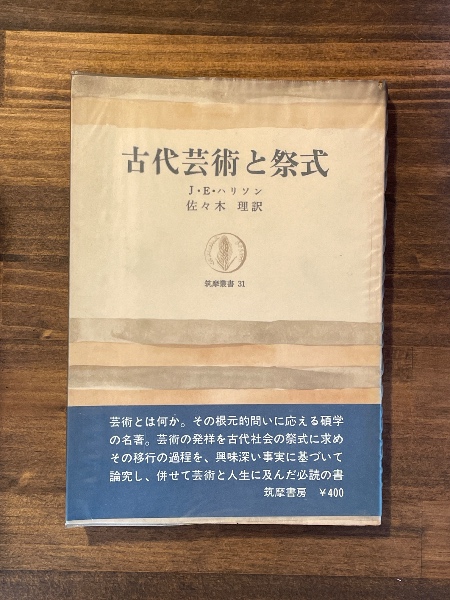 古代芸術と祭式
J・E・ハリソン
佐々木 理訳
筑摩叢書 31
芸術とは何か。その根元的問いに応える碩学
の名著。芸術の発祥を古代社会の祭式に求め
その移行の過程を、興味深い事実に基づいて
論究し、併せて芸術と人生に及んだ必読の書
筑摩書房 ￥400